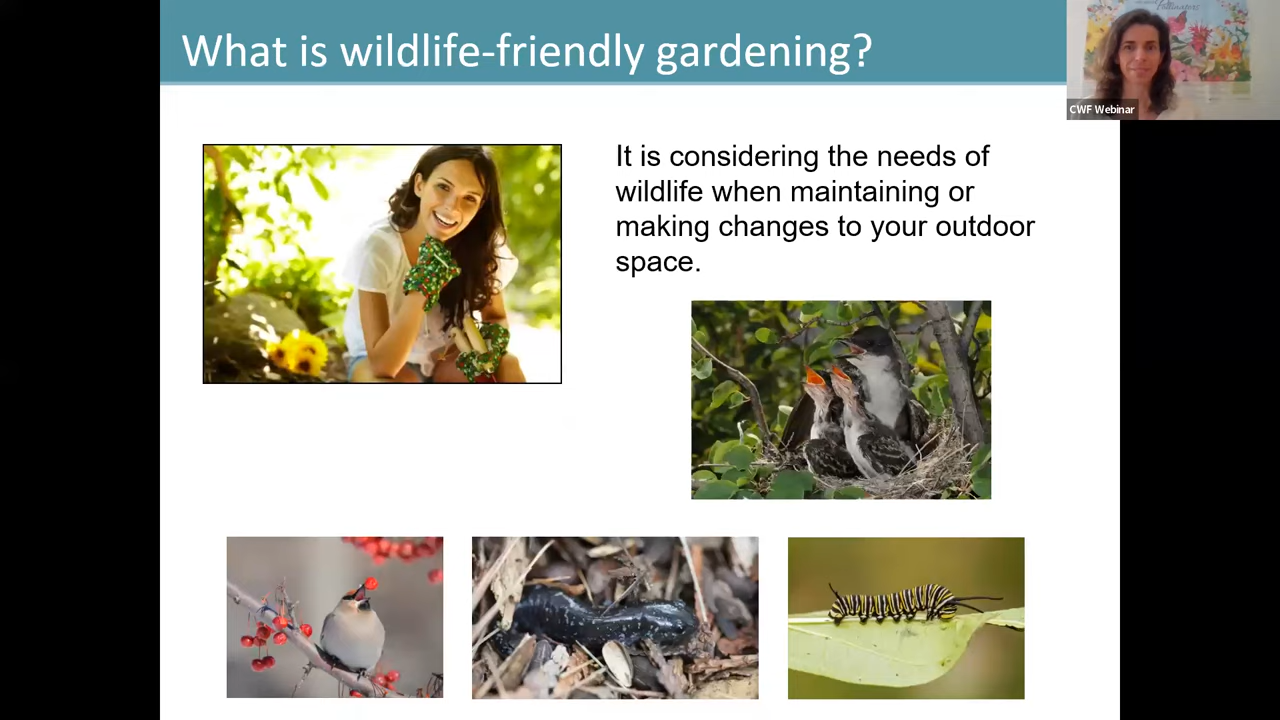 What is wildlife-friendly gardening?
Pollinators
CWF Webinar
It is considering the needs of
wildlife when maintaining or
making changes to your outdoor
space.